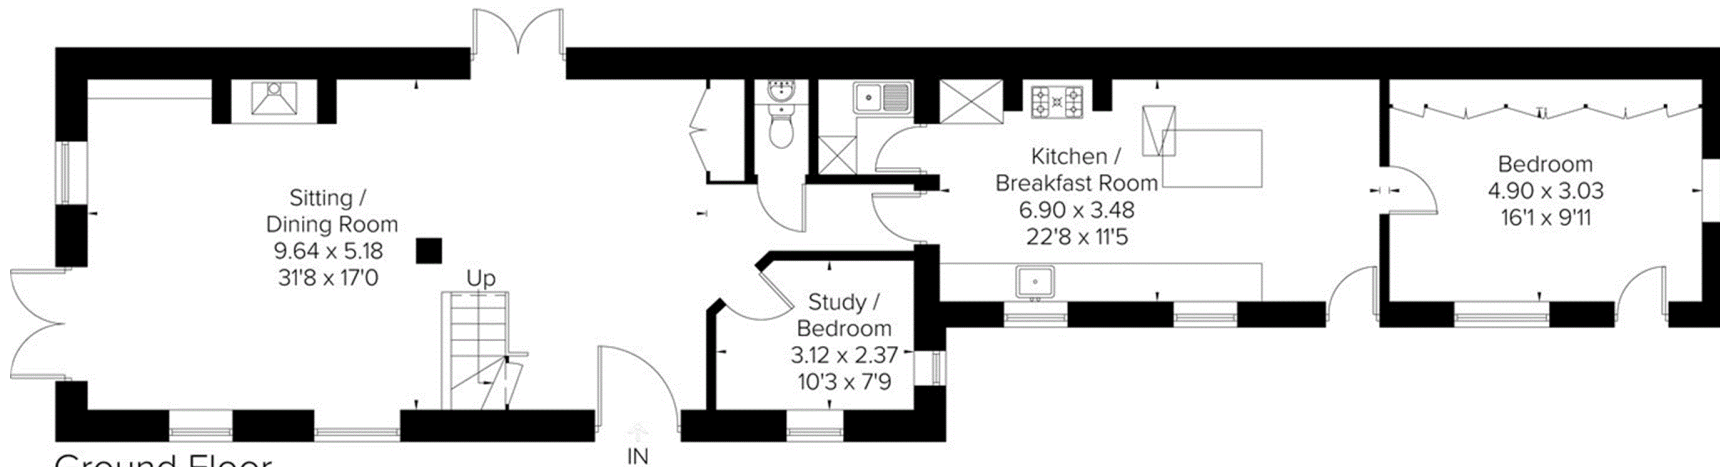 Sitting /
Dining Room
9.64 x 5.18
31'8 x 17'0
Up
Study /
Bedroom
3.12 x 2.37
10'3 x 7'9
Kitchen /
Breakfast Room
6.90 x 3.48
22'8 x 11'5
Bedroom
4.90 x 3.03
16'1 x 9'11
IN
Ground Floor